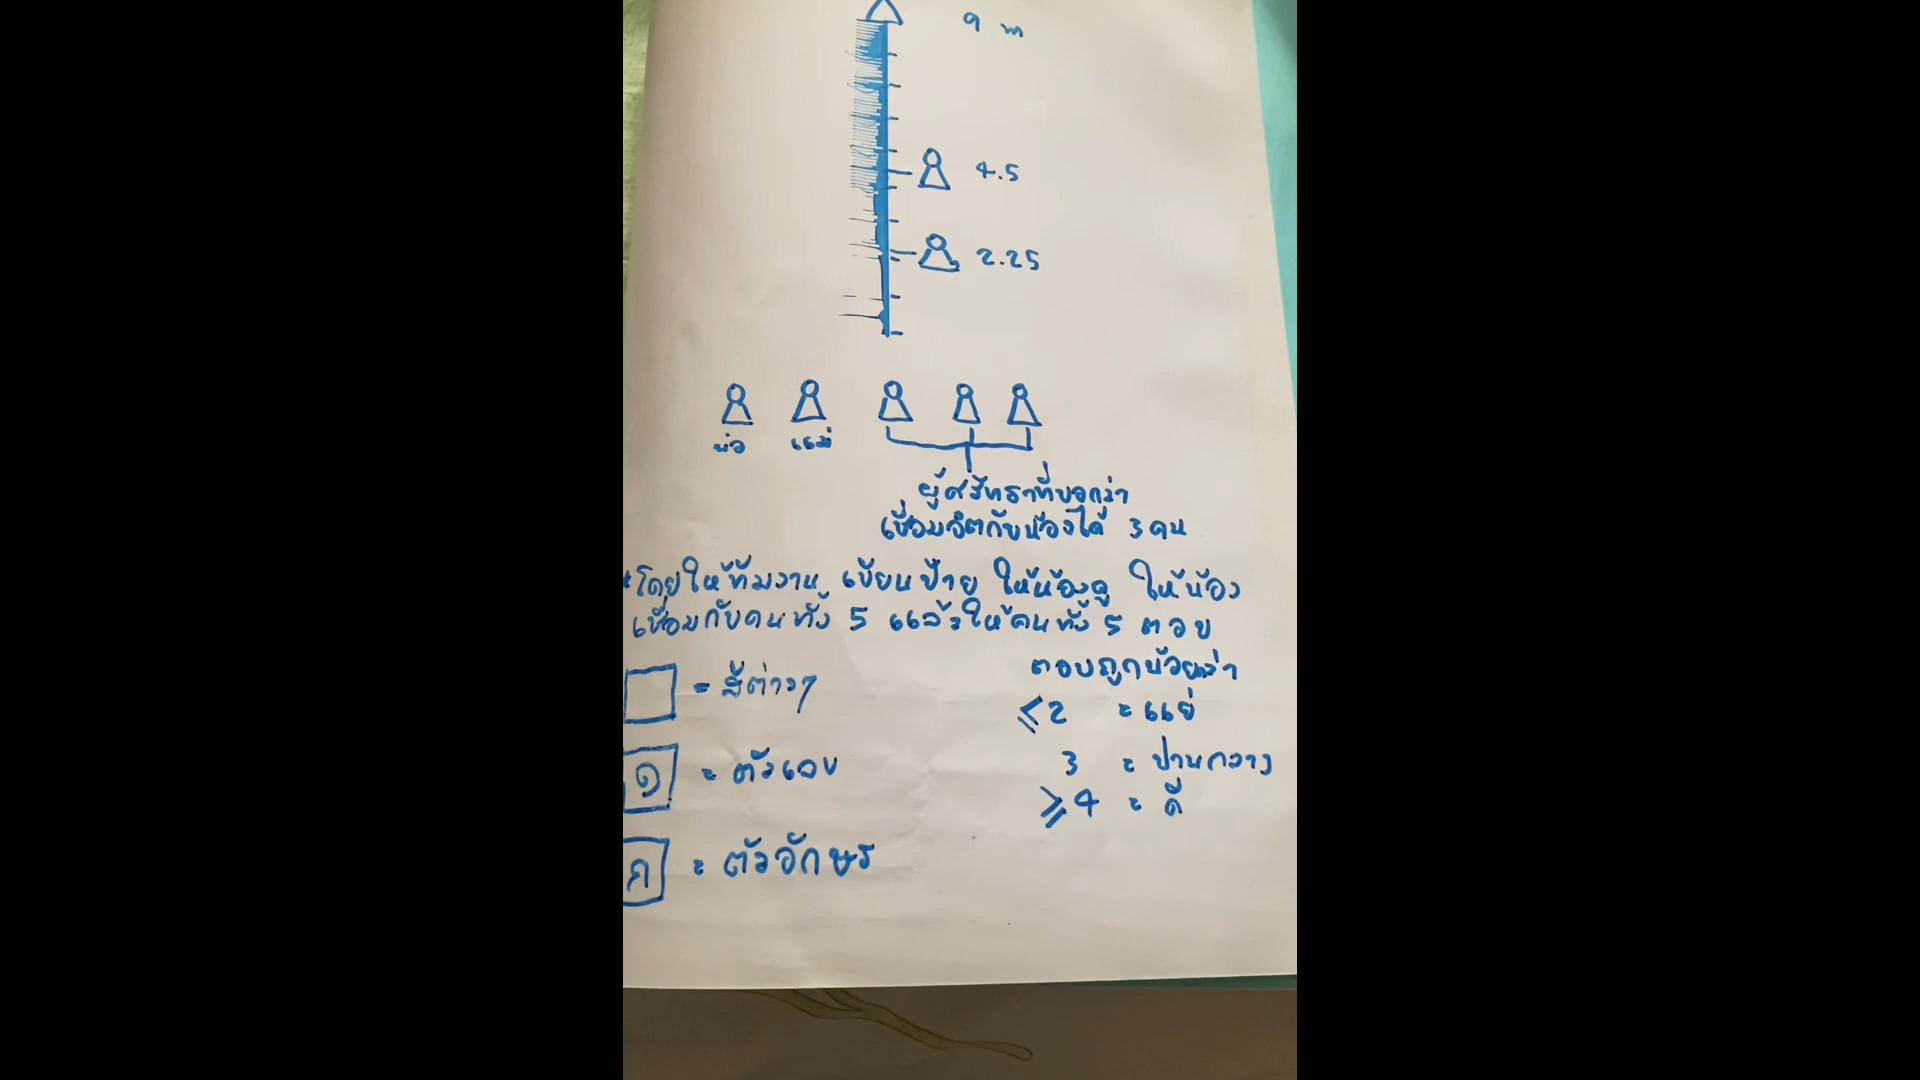 9 m
4.5
2.25
พ่อ แม่
ผู้ศรัทธาที่บอกว่า
เชื่อมจิตกับน้องได้ 3 คน
*โดยให้ทีมงาน เขียนป้าย ให้น้องดู ให้น้อง
เชื่อมกับคนทั้ง 5 แล้วให้คนทั้ง 5 ตอบ
ตอบถูกน้อยกว่า
= สีต่างๆ
≤2 = แย่
๑ = ตัวเลข
3 = ปานกลาง
≥4 = ดี
ก = ตัวอักษร